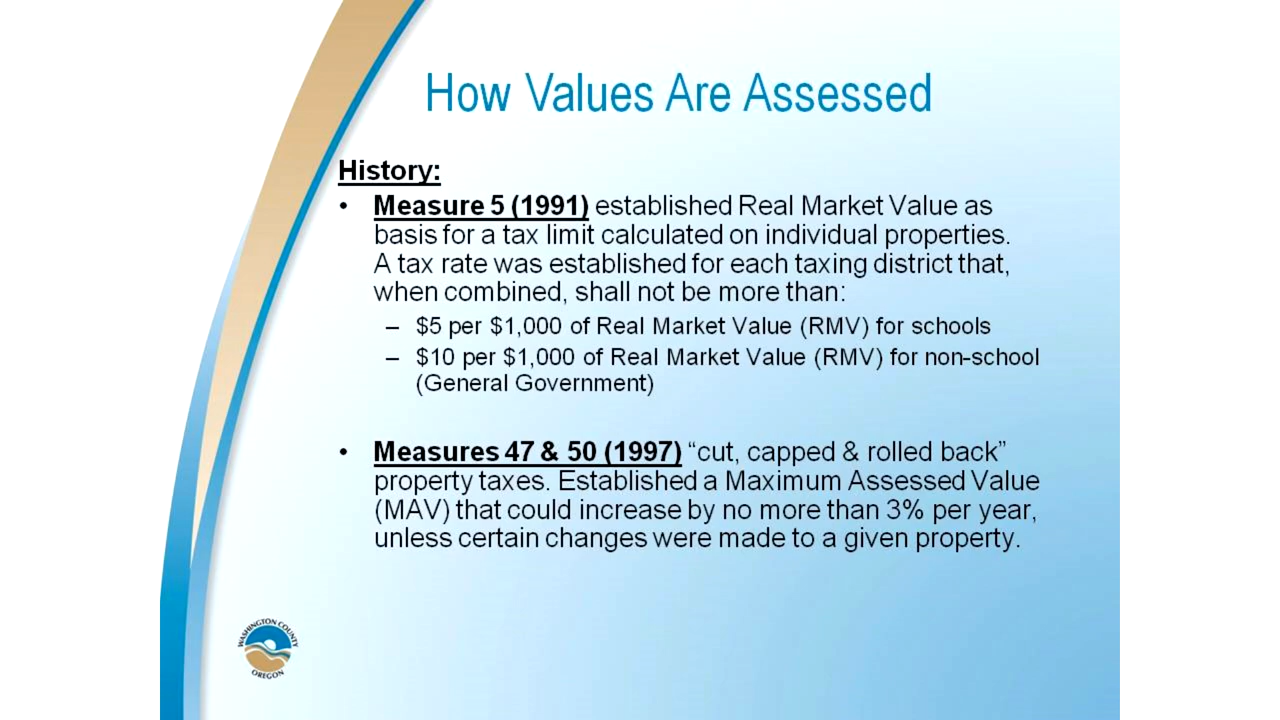 How Values Are Assessed
History:
• Measure 5 (1991) established Real Market Value as
basis for a tax limit calculated on individual properties.
A tax rate was established for each taxing district that,
when combined, shall not be more than:
– $5 per $1,000 of Real Market Value (RMV) for schools
– $10 per $1,000 of Real Market Value (RMV) for non-school
(General Government)
• Measures 47 & 50 (1997) “cut, capped & rolled back”
property taxes. Established a Maximum Assessed Value
(MAV) that could increase by no more than 3% per year,
unless certain changes were made to a given property.
WASHINGTON COUNTY
OREGON